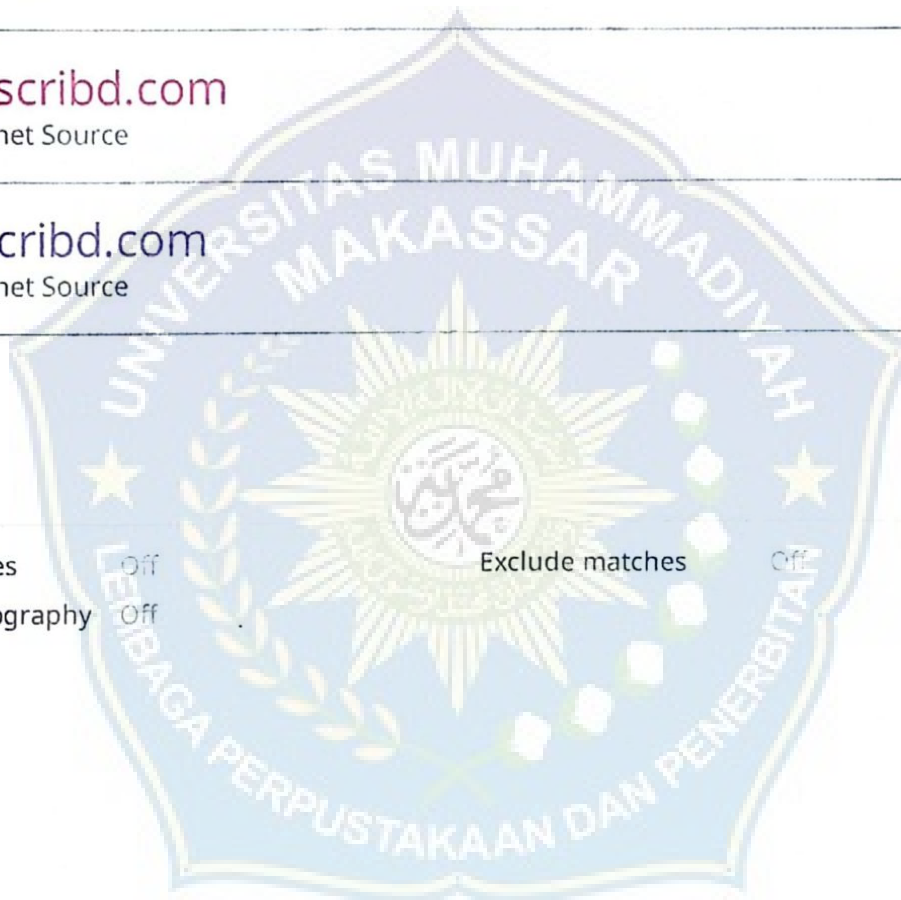 scribd.com
net Source
cribd.com
net Source
UNIVERSITAS MUHAMMADIYAH
MAKASSAR
es Off
Exclude matches Off
ography Off
LEMBAGA PERPUSTAKAAN DAN PENERBITAN